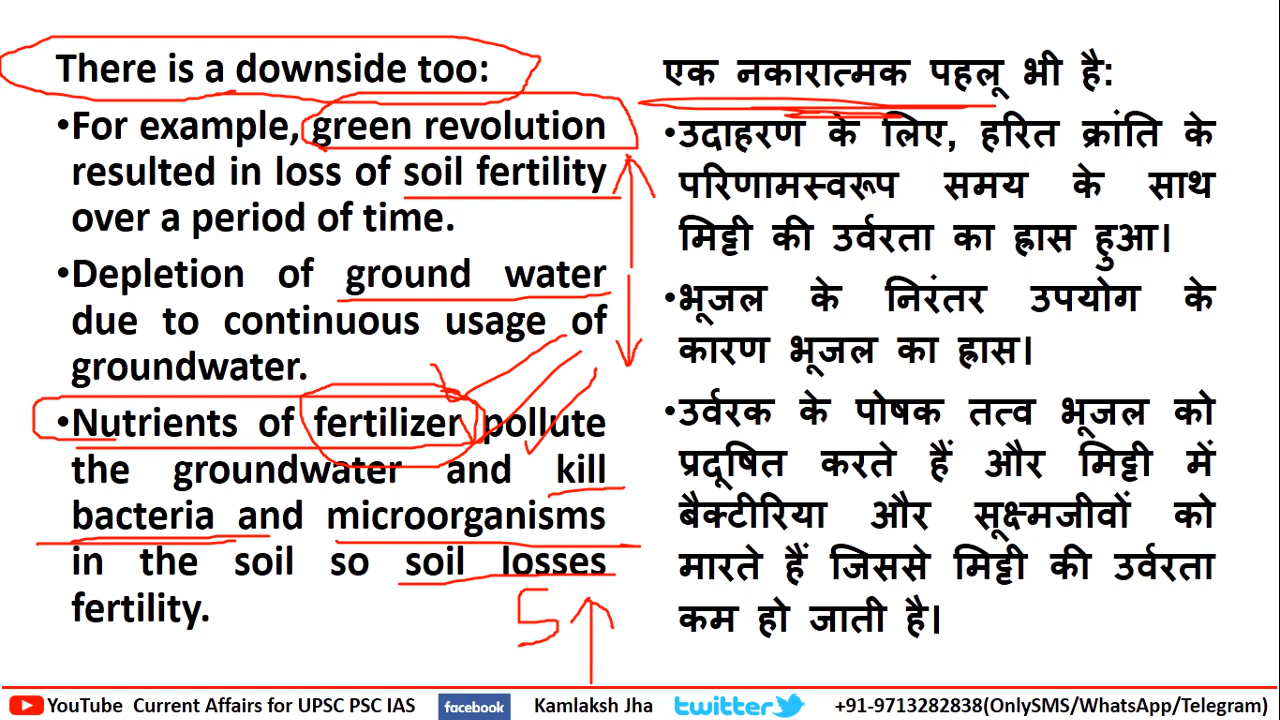 There is a downside too:
•For example, green revolution
resulted in loss of soil fertility
over a period of time.
•Depletion of ground water
due to continuous usage of
groundwater.
•Nutrients of fertilizer pollute
the groundwater and kill
bacteria and microorganisms
in the soil so soil losses
fertility.
5
एक नकारात्मक पहलू भी है:
•उदाहरण के लिए, हरित क्रांति के
परिणामस्वरूप समय के साथ
मिट्टी की उर्वरता का ह्रास हुआ।
•भूजल के निरंतर उपयोग के
कारण भूजल का ह्रास।
•उर्वरक के पोषक तत्व भूजल को
प्रदूषित करते हैं और मिट्टी में
बैक्टीरिया और सूक्ष्मजीवों को
मारते हैं जिससे मिट्टी की उर्वरता
कम हो जाती है।
YouTube Current Affairs for UPSC PSC IAS facebook Kamlaksh Jha twitter +91-9713282838(OnlySMS/WhatsApp/Telegram)